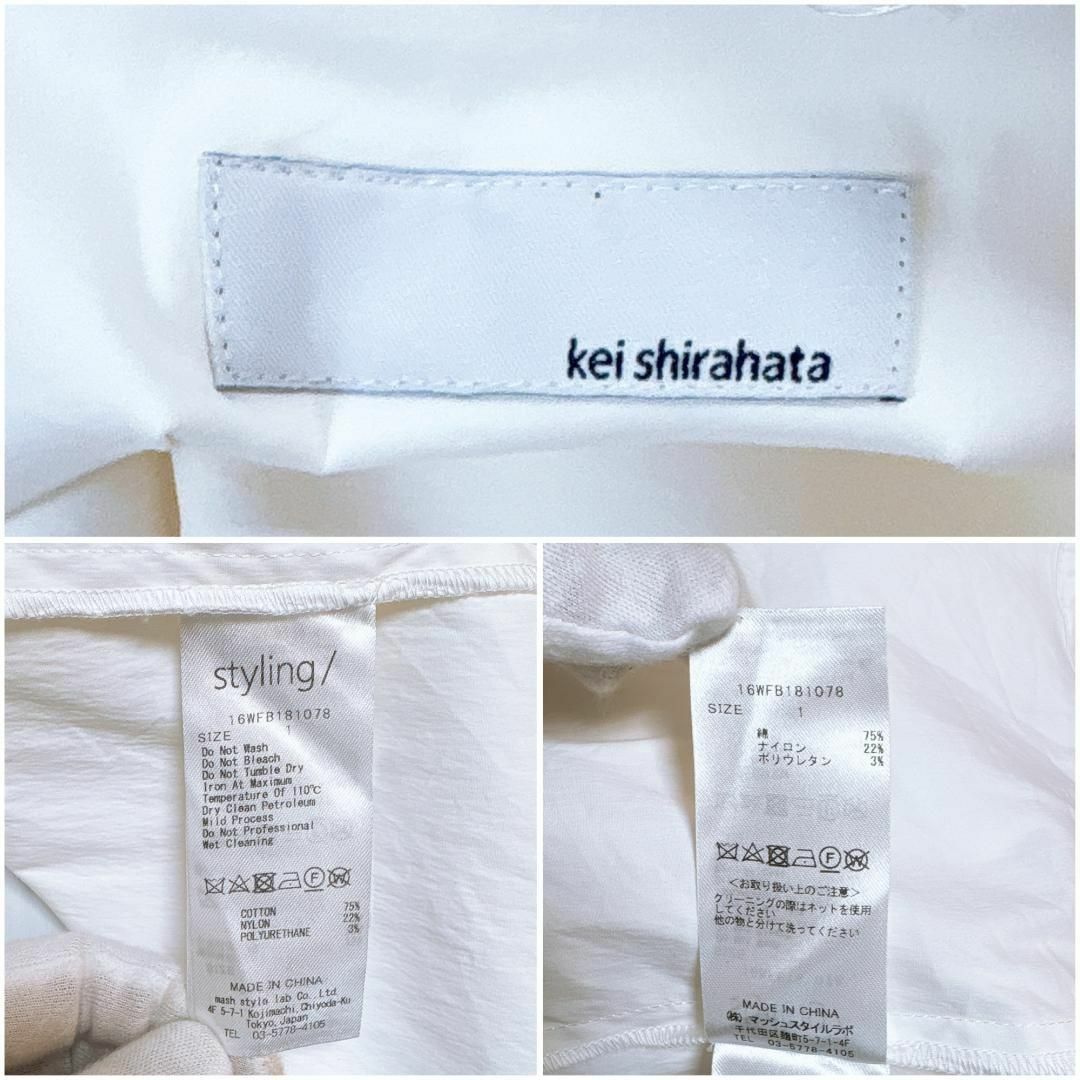 kei shirahata
styling/
16WFB181078
SIZE 1
Do Not Wash
Do Not Bleach
Do Not Tumble Dry
Iron At Maximum
Temperature Of 110℃
Dry Clean Petroleum
Mild Process
Do Not Professional
Wet Cleaning
COTTON 75%
NYLON 22%
POLYURETHANE 3%
MADE IN CHINA
mash style lab Co., Ltd.
4F 5-7-1 Kojimachi, Chiyoda-Ku
Tokyo, Japan
TEL 03-5778-4105
16WFB181078
SIZE 1
綿 75%
ナイロン 22%
ポリウレタン 3%
F
<お取り扱い上のご注意>
クリーニングの際はネットを使用
してください
他の物と分けて洗ってください
MADE IN CHINA
(株)マッシュスタイルラボ
千代田区麹町5-7-1-4F
TEL 03-5778-4105